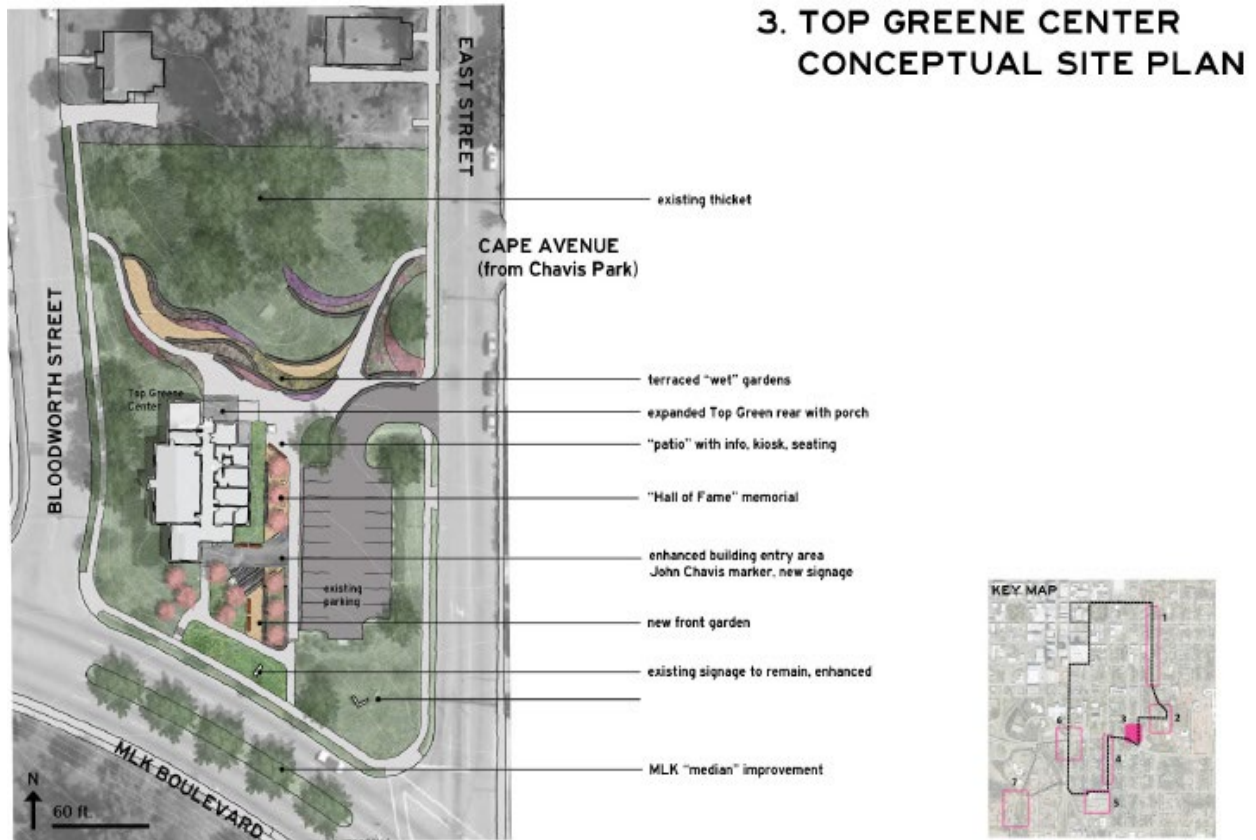 3. TOP GREENE CENTER
CONCEPTUAL SITE PLAN
EAST STREET
existing thicket
CAPE AVENUE
(from Chavis Park)
BLOODWORTH STREET
terraced "wet" gardens
Top Greene
Center
expanded Top Green rear with porch
"patio" with info, kiosk, seating
"Hall of Fame" memorial
enhanced building entry area
John Chavis marker, new signage
existing
parking
new front garden
existing signage to remain, enhanced
MLK "median" improvement
MLK BOULEVARD
N
60 ft.
KEY MAP
1
2
3
6
4
7
5